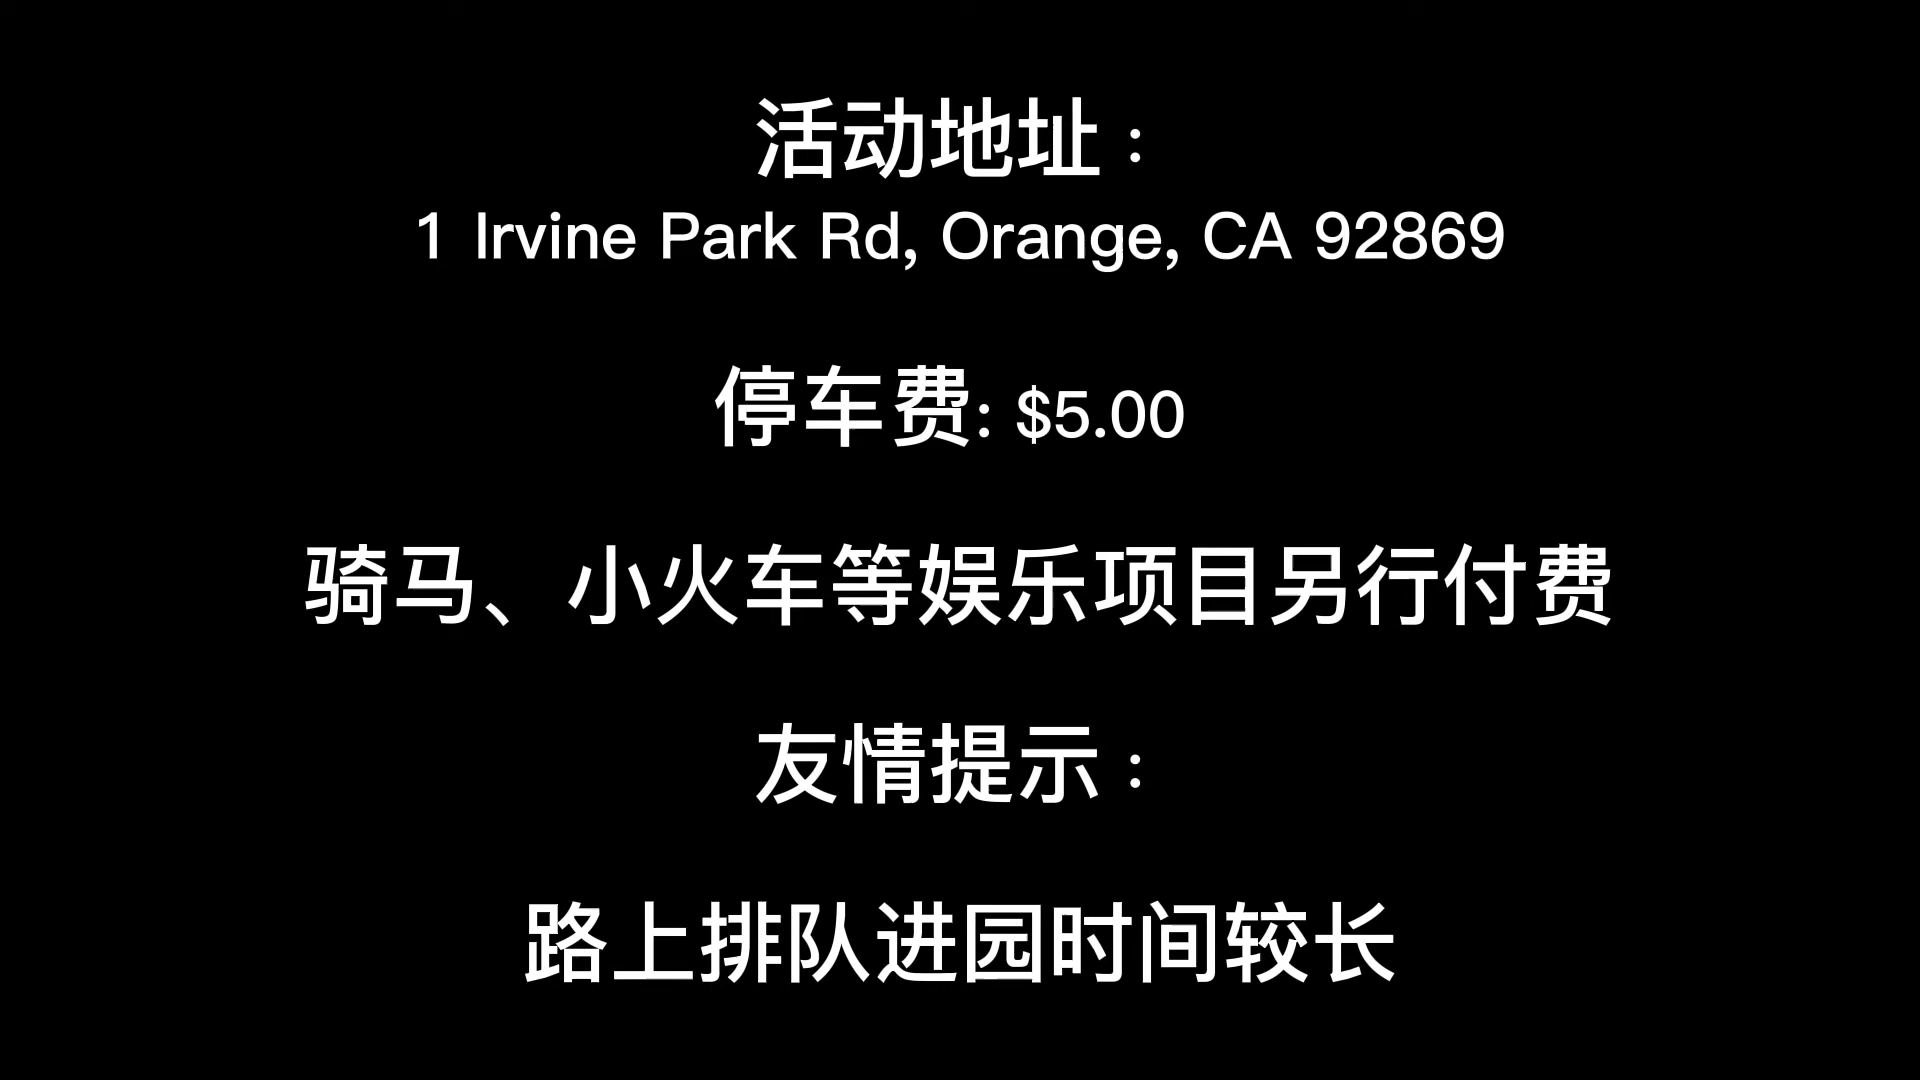 活动地址：
1 Irvine Park Rd, Orange, CA 92869
停车费: $5.00
骑马、小火车等娱乐项目另行付费
友情提示：
路上排队进园时间较长